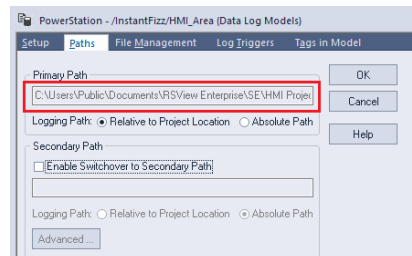 PowerStation - /InstantFizz/HMI_Area (Data Log Models)
Setup Paths File Management Log Triggers Tags in Model
Primary Path
C:\Users\Public\Documents\RSView Enterprise\SE\HMI Projec
OK
Logging Path: Relative to Project Location Absolute Path
Cancel
Help
Secondary Path
Enable Switchover to Secondary Path
Logging Path: Relative to Project Location Absolute Path
Advanced ...